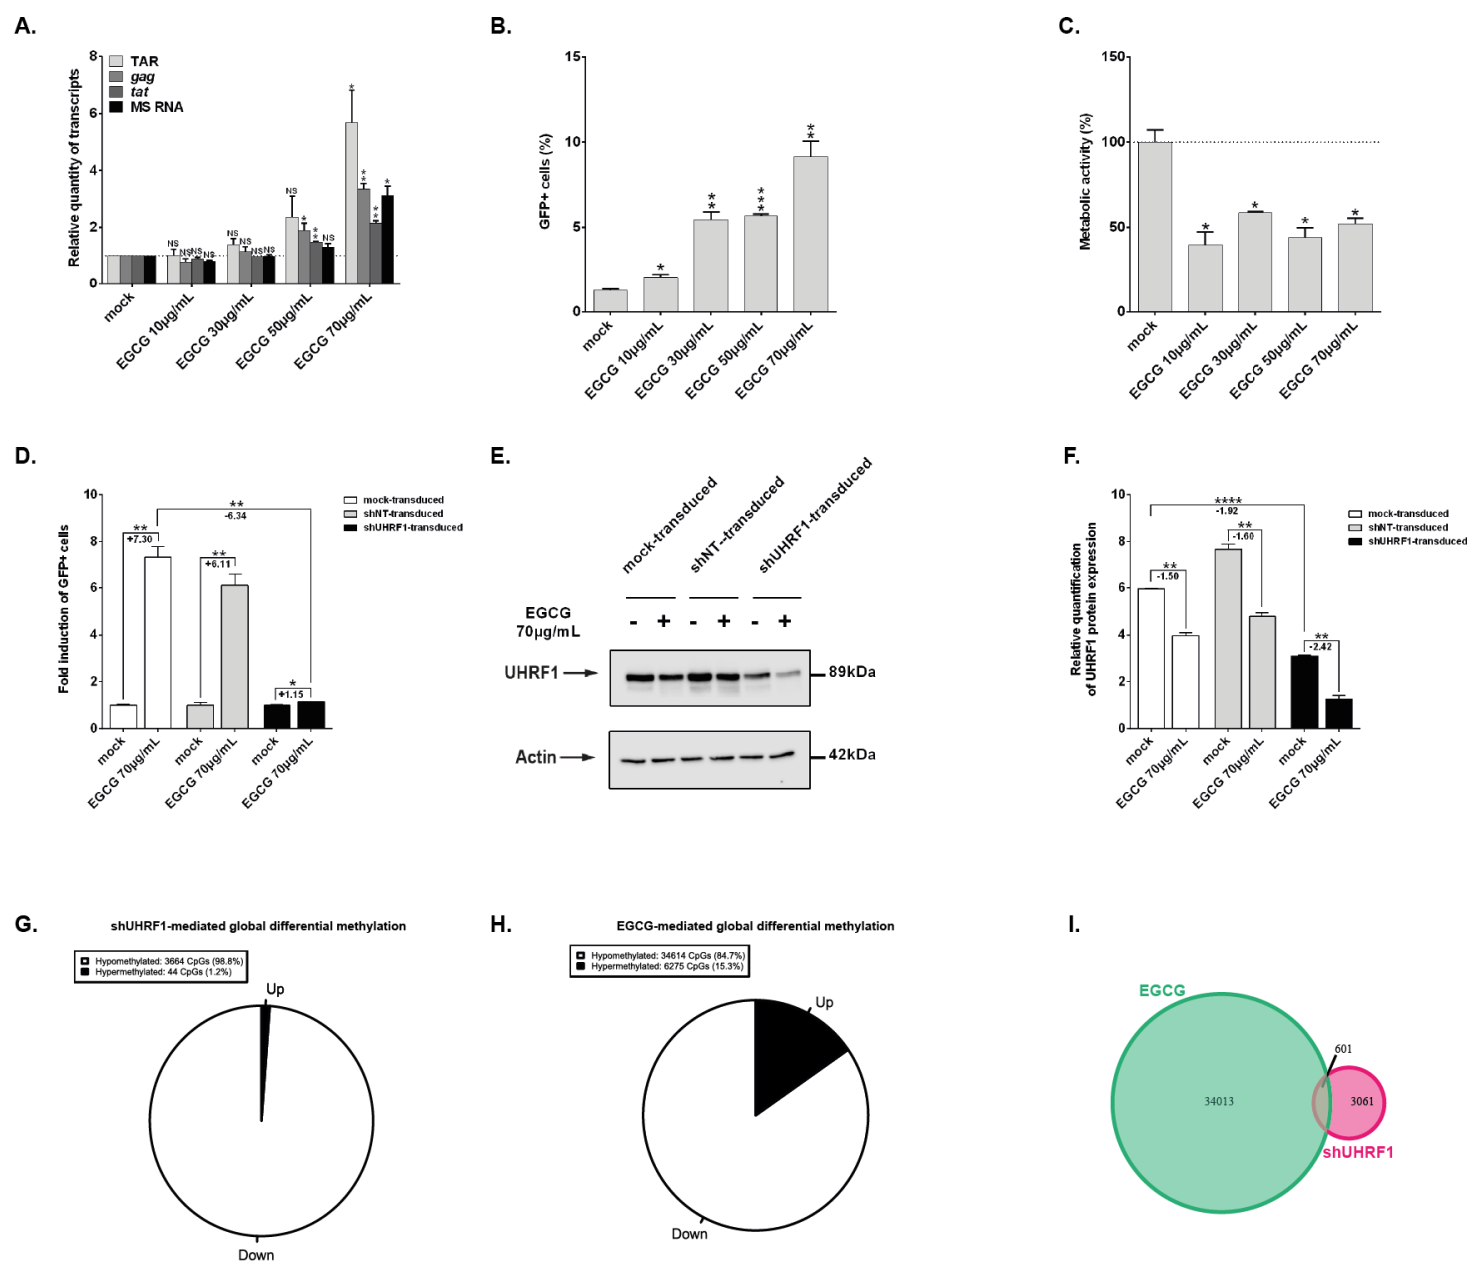 A.
Relative quantity of transcripts
8
6
4
2
0
TAR
gag
tat
MS RNA
NS
NS
NS
NS
NS
NS
NS
NS
NS
*
**
NS
*
**
**
*
mock
EGCG 10µg/mL
EGCG 30µg/mL
EGCG 50µg/mL
EGCG 70µg/mL
B.
GFP+ cells (%)
15
10
5
0
*
**
***
**
mock
EGCG 10µg/mL
EGCG 30µg/mL
EGCG 50µg/mL
EGCG 70µg/mL
C.
Metabolic activity (%)
150
100
50
0
*
*
*
*
mock
EGCG 10µg/mL
EGCG 30µg/mL
EGCG 50µg/mL
EGCG 70µg/mL
D.
Fold induction of GFP+ cells
10
8
6
4
2
0
**
+7.30
**
+6.11
**
-6.34
*
+1.15
mock-transduced
shNT-transduced
shUHRF1-transduced
mock
EGCG 70µg/mL
mock
EGCG 70µg/mL
mock
EGCG 70µg/mL
E.
mock-transduced
shNT--transduced
shUHRF1-transduced
EGCG
70µg/mL
- + - + - +
UHRF1
89kDa
Actin
42kDa
F.
Relative quantification
of UHRF1 protein expression
10
8
6
4
2
0
****
-1.92
**
-1.50
**
-1.60
**
-2.42
mock-transduced
shNT-transduced
shUHRF1-transduced
mock
EGCG 70µg/mL
mock
EGCG 70µg/mL
mock
EGCG 70µg/mL
G.
shUHRF1-mediated global differential methylation
Hypomethylated: 3664 CpGs (98.8%)
Hypermethylated: 44 CpGs (1.2%)
Up
Down
H.
EGCG-mediated global differential methylation
Hypomethylated: 34614 CpGs (84.7%)
Hypermethylated: 6275 CpGs (15.3%)
Up
Down
I.
EGCG
601
34013
3061
shUHRF1